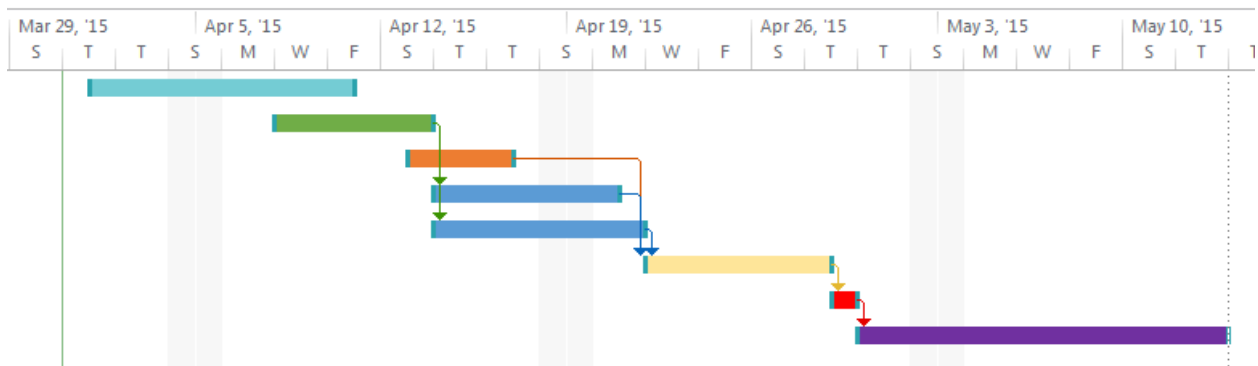 Mar 29, '15 Apr 5, '15 Apr 12, '15 Apr 19, '15 Apr 26, '15 May 3, '15 May 10, '15
S T T S M W F S T T S M W F S T T S M W F S T T